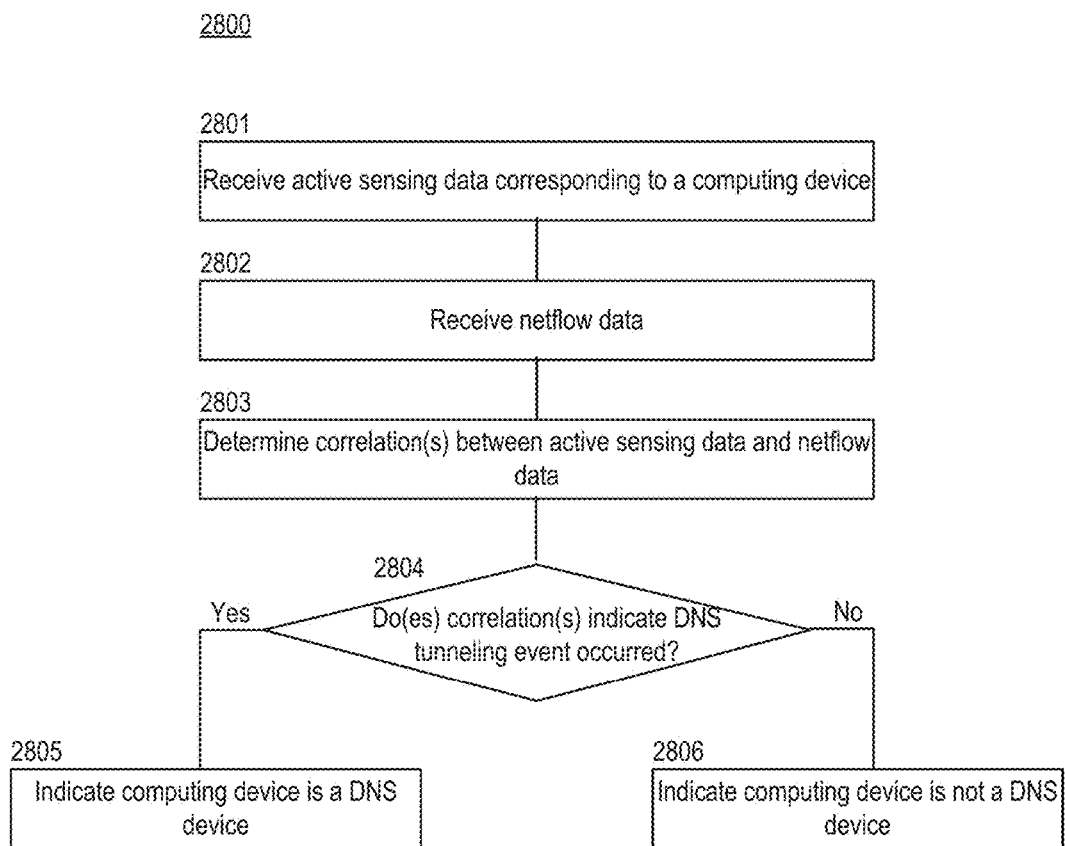 2800
2801
Receive active sensing data corresponding to a computing device
2802
Receive netflow data
2803
Determine correlation(s) between active sensing data and netflow
data
2804
Yes
Do(es) correlation(s) indicate DNS
tunneling event occurred?
No
2805
Indicate computing device is a DNS
device
2806
Indicate computing device is not a DNS
device